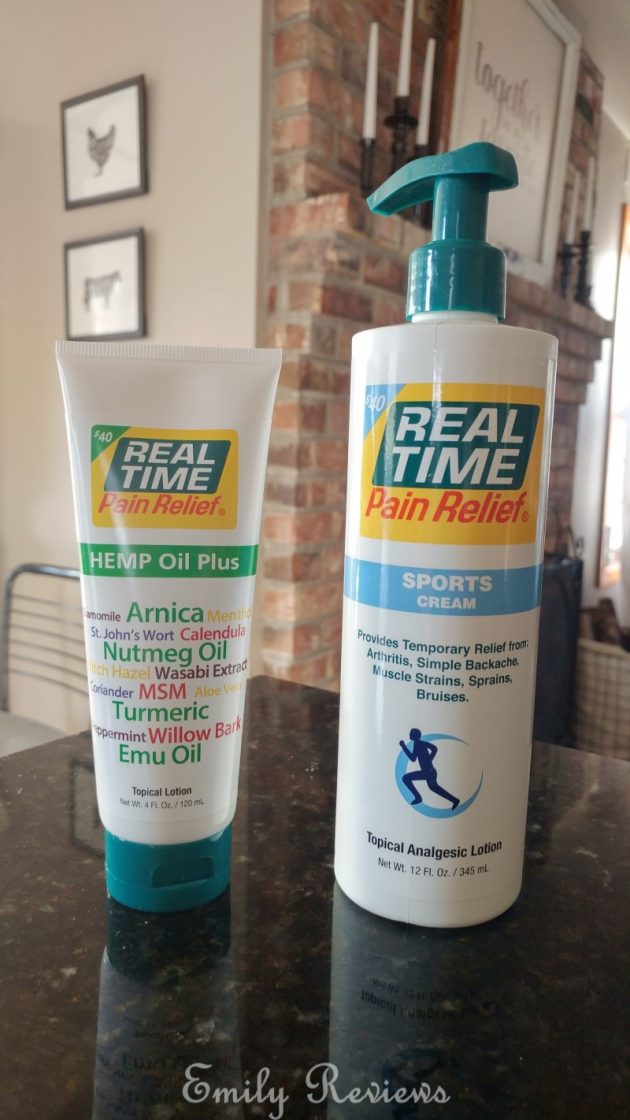 together
$40
REAL
TIME
Pain Relief®
HEMP Oil Plus
Arnica
St. John's Wort Calendula
Nutmeg Oil
Hazel Wasabi Extract
Coriander MSM Aloe Vera
Turmeric
Peppermint Willow Bark
Emu Oil
Topical Lotion
Net Wt. 4 Fl. Oz. / 120 mL
$40
REAL
TIME
Pain Relief®
SPORTS
CREAM
Provides Temporary Relief from:
Arthritis, Simple Backache,
Muscle Strains, Sprains,
Bruises.
Topical Analgesic Lotion
Net Wt. 12 Fl. Oz. / 345 mL
Emily Reviews